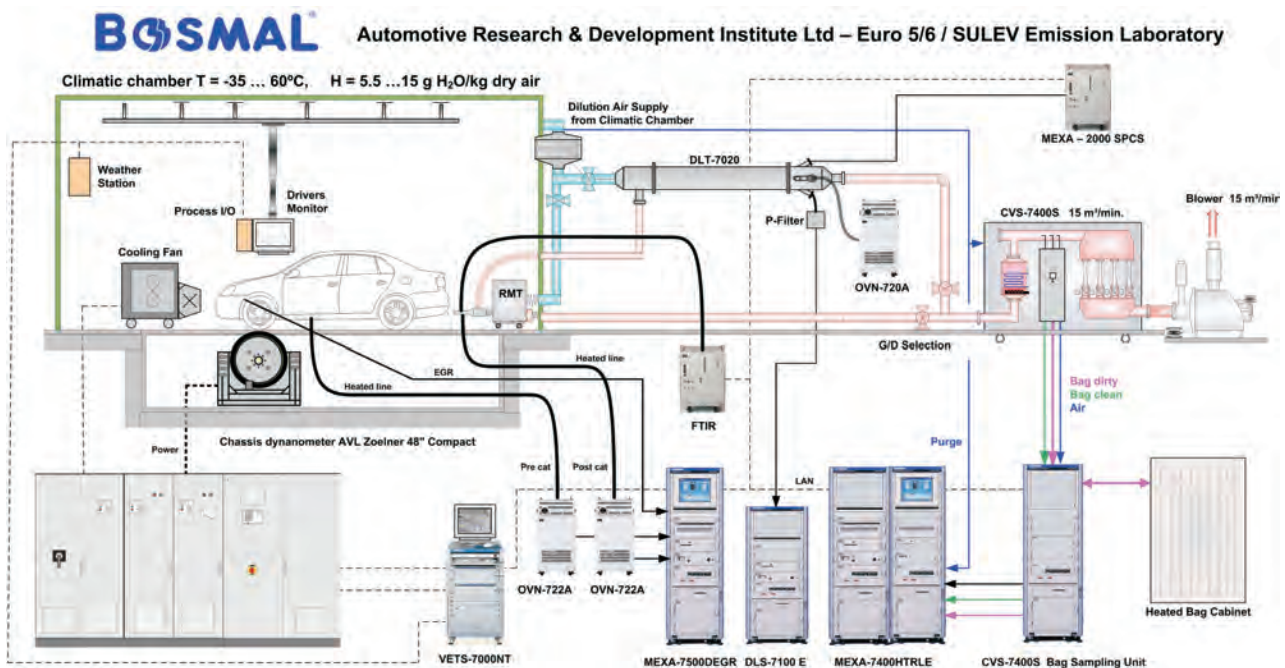 BOSMAL
Automotive Research & Development Institute Ltd – Euro 5/6 / SULEV Emission Laboratory
Climatic chamber T = -35 ... 60ºC, H = 5.5 ...15 g H₂O/kg dry air
Dilution Air Supply
from Climatic Chamber
MEXA – 2000 SPCS
DLT-7020
Weather
Station
Process I/O
Drivers
Monitor
P-Filter
CVS-7400S 15 m³/min.
Blower 15 m³/mir
Cooling Fan
RMT
OVN-720A
G/D Selection
Heated line
EGR
Heated line
FTIR
Bag dirty
Bag clean
Air
Chassis dynanometer AVL Zoelner 48" Compact
Power
Purge
Pre cat
Post cat
LAN
OVN-722A
OVN-722A
Heated Bag Cabinet
VETS-7000NT
MEXA-7500DEGR
DLS-7100 E
MEXA-7400HTRLE
CVS-7400S Bag Sampling Unit